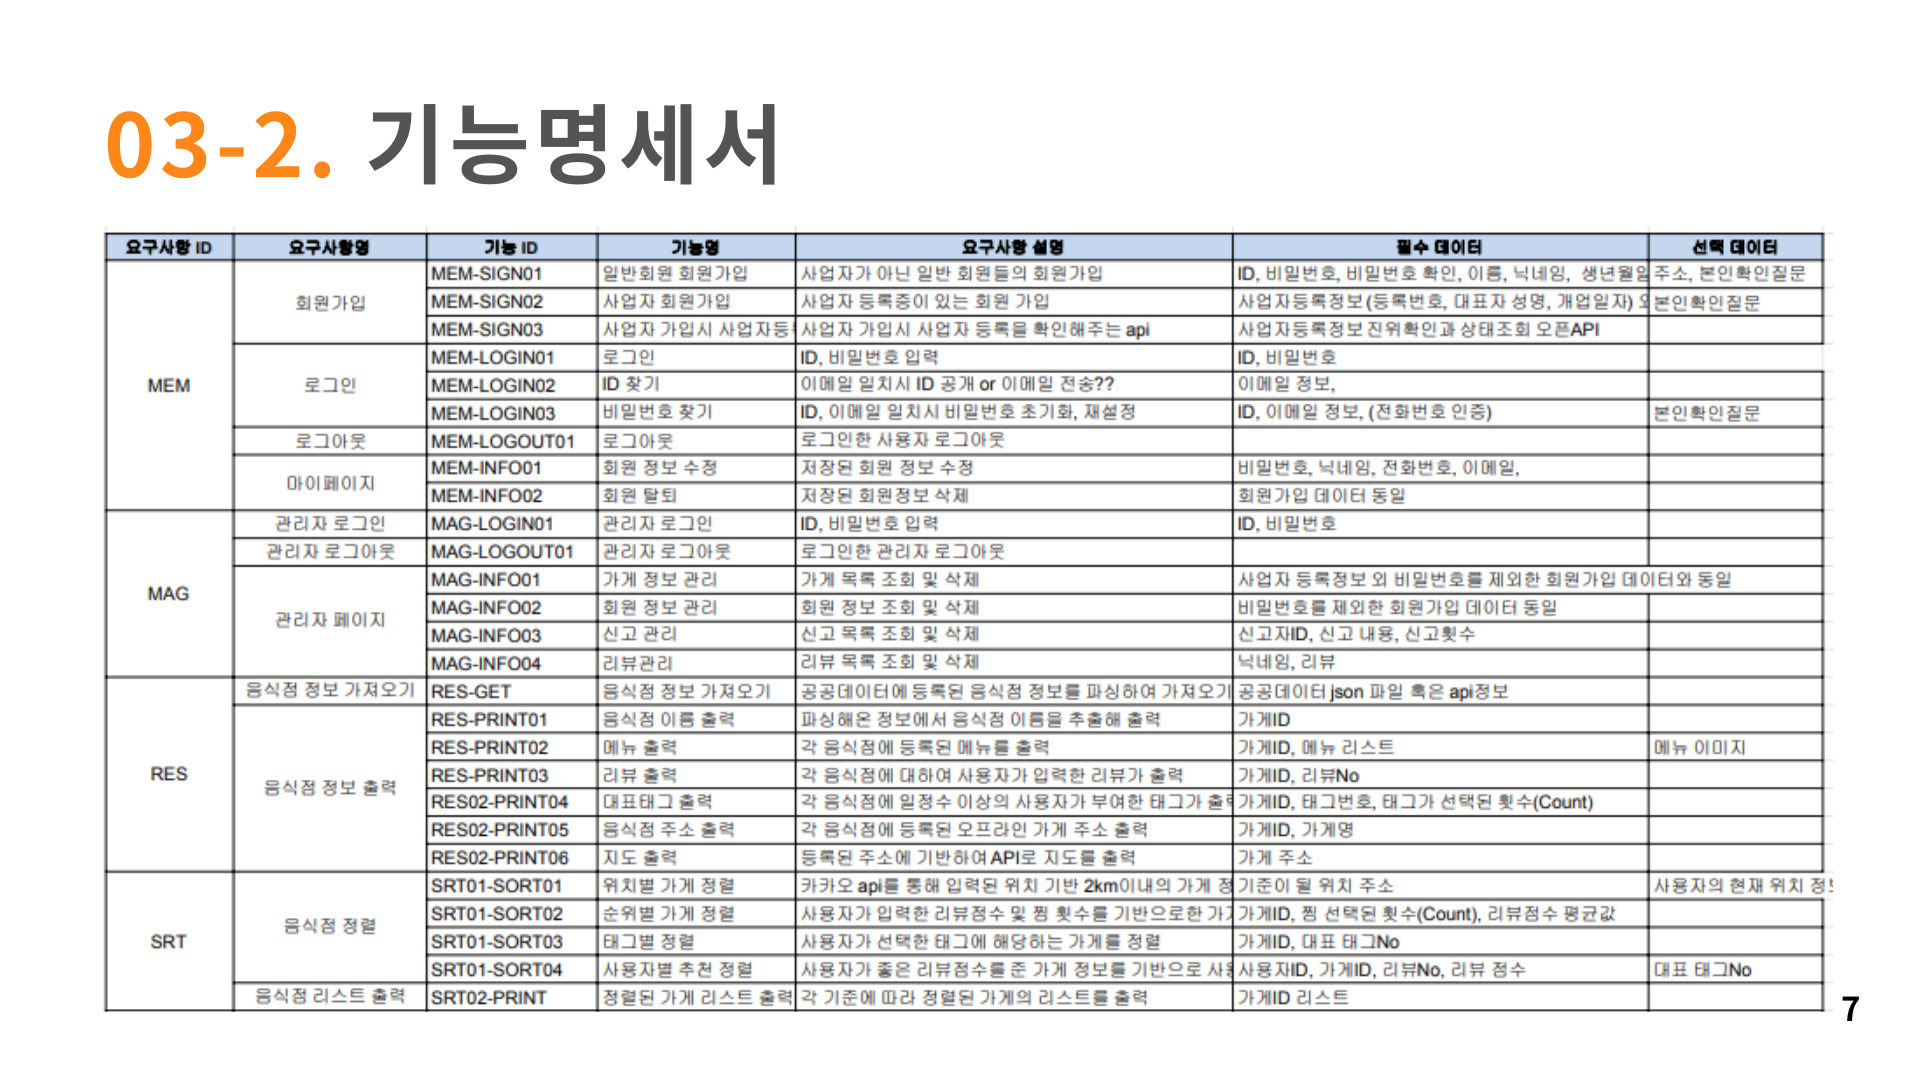 03-2. 기능명세서
요구사항 ID 요구사항명 기능 ID 기능명 요구사항 설명 필수 데이터 선택 데이터
MEM 회원가입 MEM-SIGN01 일반회원 회원가입 사업자가 아닌 일반 회원들의 회원가입 ID, 비밀번호, 비밀번호 확인, 이름, 닉네임, 생년월일 주소, 본인확인질문
MEM-SIGN02 사업자 회원가입 사업자 등록증이 있는 회원 가입 사업자등록정보(등록번호, 대표자 성명, 개업일자) 본인확인질문
MEM-SIGN03 사업자 가입시 사업자등 사업자 가입시 사업자 등록을 확인해주는 api 사업자등록정보 진위확인과 상태조회 오픈API
로그인 MEM-LOGIN01 로그인 ID, 비밀번호 입력 ID, 비밀번호
MEM-LOGIN02 ID 찾기 이메일 일치시 ID 공개 or 이메일 전송?? 이메일 정보,
MEM-LOGIN03 비밀번호 찾기 ID, 이메일 일치시 비밀번호 초기화, 재설정 ID, 이메일 정보, (전화번호 인증) 본인확인질문
로그아웃 MEM-LOGOUT01 로그아웃 로그인한 사용자 로그아웃
마이페이지 MEM-INFO01 회원 정보 수정 저장된 회원 정보 수정 비밀번호, 닉네임, 전화번호, 이메일,
MEM-INFO02 회원 탈퇴 저장된 회원정보 삭제 회원가입 데이터 동일
MAG 관리자 로그인 MAG-LOGIN01 관리자 로그인 ID, 비밀번호 입력 ID, 비밀번호
관리자 로그아웃 MAG-LOGOUT01 관리자 로그아웃 로그인한 관리자 로그아웃
관리자 페이지 MAG-INFO01 가게 정보 관리 가게 목록 조회 및 삭제 사업자 등록정보 외 비밀번호를 제외한 회원가입 데이터와 동일
MAG-INFO02 회원 정보 관리 회원 정보 조회 및 삭제 비밀번호를 제외한 회원가입 데이터 동일
MAG-INFO03 신고 관리 신고 목록 조회 및 삭제 신고자ID, 신고 내용, 신고횟수
MAG-INFO04 리뷰관리 리뷰 목록 조회 및 삭제 닉네임, 리뷰
RES 음식점 정보 가져오기 RES-GET 음식점 정보 가져오기 공공데이터에 등록된 음식점 정보를 파싱하여 가져오기 공공데이터 json 파일 혹은 api정보
음식점 정보 출력 RES-PRINT01 음식점 이름 출력 파싱해온 정보에서 음식점 이름을 추출해 출력 가게ID
RES-PRINT02 메뉴 출력 각 음식점에 등록된 메뉴를 출력 가게ID, 메뉴 리스트 메뉴 이미지
RES-PRINT03 리뷰 출력 각 음식점에 대하여 사용자가 입력한 리뷰가 출력 가게ID, 리뷰No
RES02-PRINT04 대표태그 출력 각 음식점에 일정수 이상의 사용자가 부여한 태그가 가게ID, 태그번호, 태그가 선택된 횟수(Count)
RES02-PRINT05 음식점 주소 출력 각 음식점에 등록된 오프라인 가게 주소 출력 가게ID, 가게명
RES02-PRINT06 지도 출력 등록된 주소에 기반하여 API로 지도를 출력 가게 주소
SRT 음식점 정렬 SRT01-SORT01 위치별 가게 정렬 카카오 api를 통해 입력된 위치 기반 2km이내의 가게 기준이 될 위치 주소 사용자의 현재 위치
SRT01-SORT02 순위별 가게 정렬 사용자가 입력한 리뷰점수 및 찜 횟수를 기반으로한 가게ID, 찜 선택된 횟수(Count), 리뷰점수 평균값
SRT01-SORT03 태그별 정렬 사용자가 선택한 태그에 해당하는 가게를 정렬 가게ID, 대표 태그No
SRT01-SORT04 사용자별 추천 정렬 사용자가 좋은 리뷰점수를 준 가게 정보를 기반으로 사용자ID, 가게ID, 리뷰No, 리뷰 점수 대표 태그No
음식점 리스트 출력 SRT02-PRINT 정렬된 가게 리스트 출력 각 기준에 따라 정렬된 가게의 리스트를 출력 가게ID 리스트
7